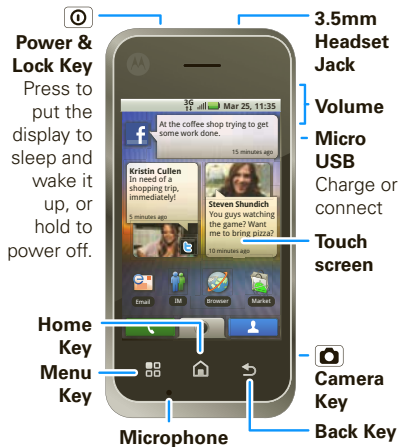 Power &
Lock Key
Press to
put the
display to
sleep and
wake it
up, or
hold to
power off.
3.5mm
Headset
Jack
Volume
Micro
USB
Charge or
connect
Touch
screen
3G
Mar 25, 11:35
At the coffee shop trying to get
some work done.
15 minutes ago
Kristin Cullen
In need of a
shopping trip,
immediately!
5 minutes ago
Steven Shundich
You guys watching
the game? Want
me to bring pizza?
10 minutes ago
Email
IM
Browser
Market
Home
Key
Menu
Key
Microphone
Camera
Key
Back Key